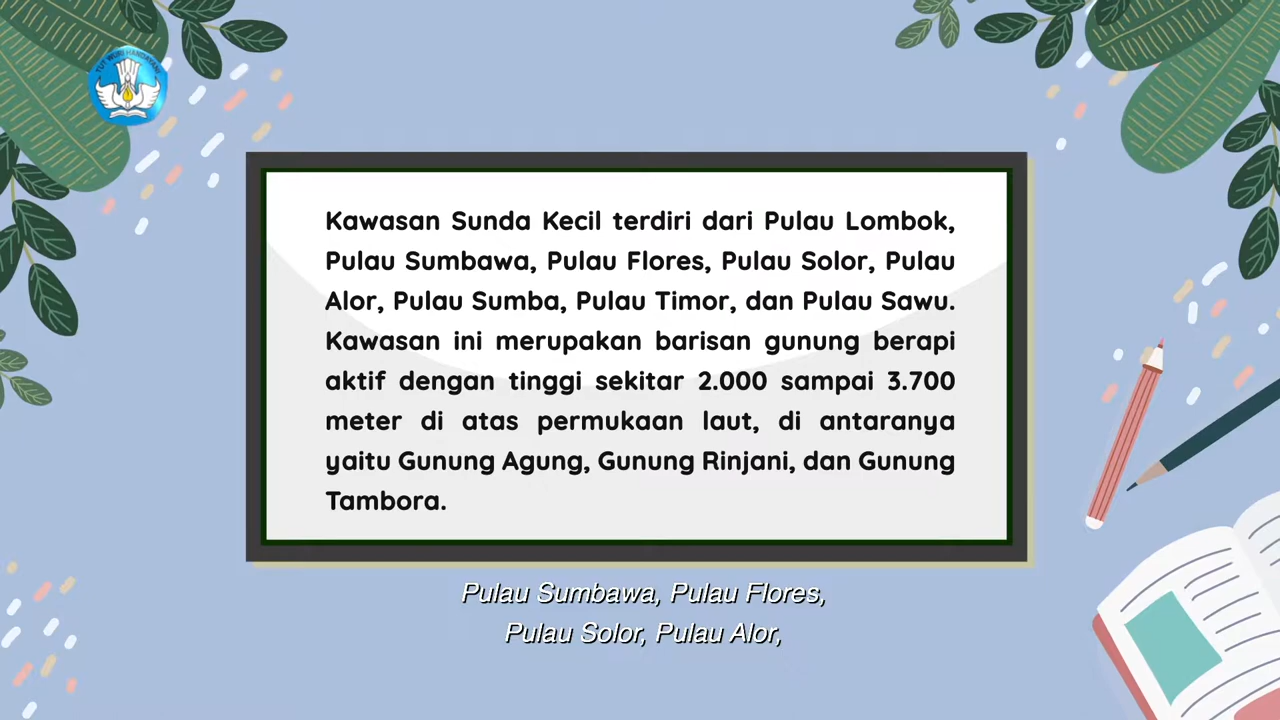 TUT WURI HANDAYANI
Kawasan Sunda Kecil terdiri dari Pulau Lombok,
Pulau Sumbawa, Pulau Flores, Pulau Solor, Pulau
Alor, Pulau Sumba, Pulau Timor, dan Pulau Sawu.
Kawasan ini merupakan barisan gunung berapi
aktif dengan tinggi sekitar 2.000 sampai 3.700
meter di atas permukaan laut, di antaranya
yaitu Gunung Agung, Gunung Rinjani, dan Gunung
Tambora.
Pulau Sumbawa, Pulau Flores,
Pulau Solor, Pulau Alor,